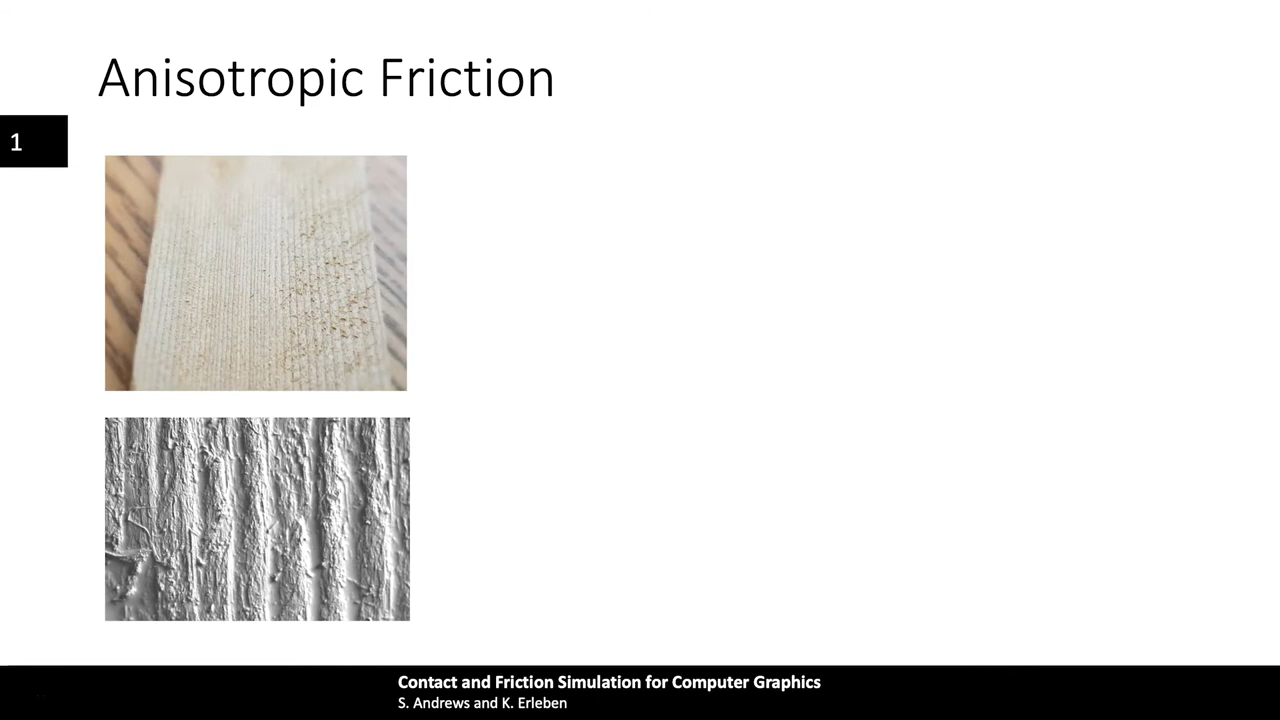 Anisotropic Friction
1
Contact and Friction Simulation for Computer Graphics
S. Andrews and K. Erleben